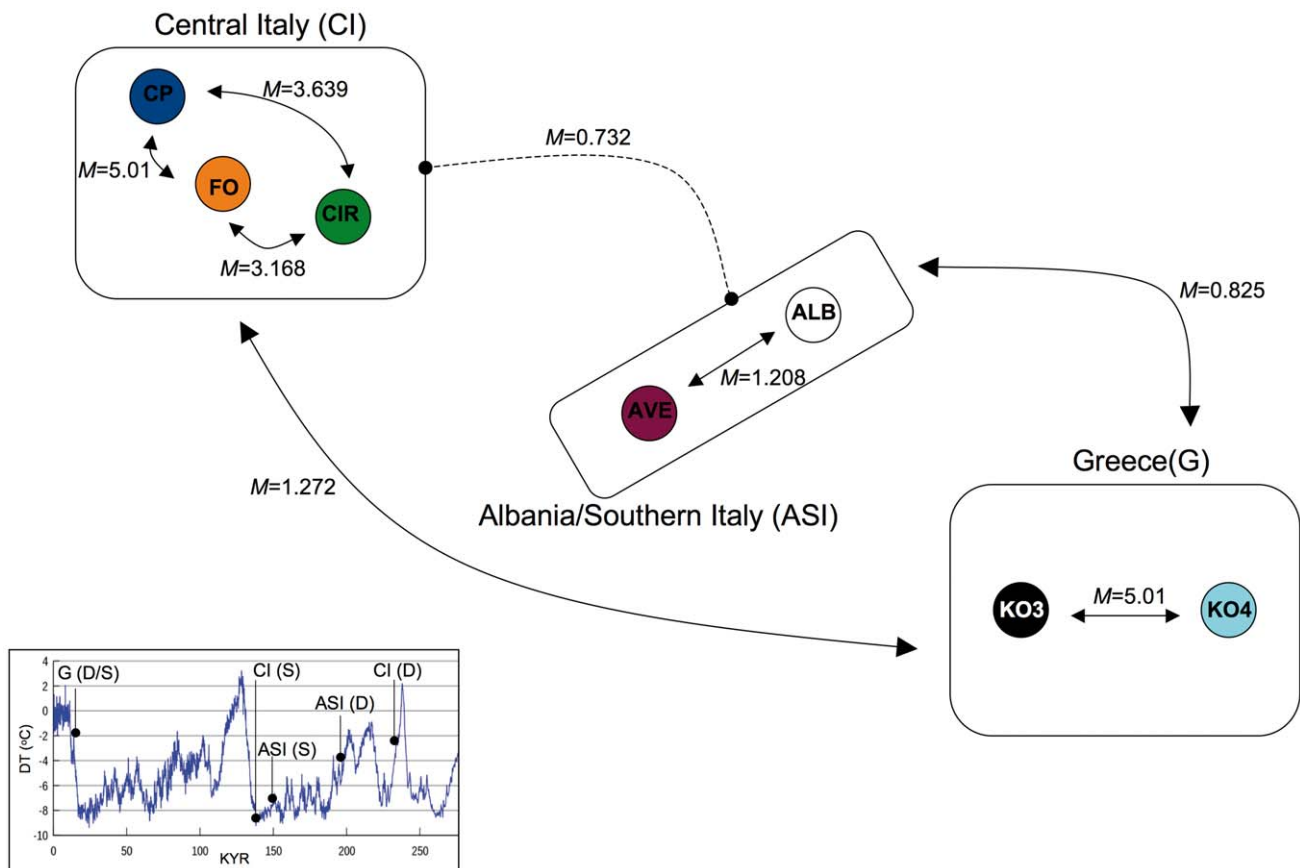 Central Italy (CI)
CP
M=3.639
M=5.01
FO
CIR
M=3.168
M=0.732
ALB
M=1.208
AVE
Albania/Southern Italy (ASI)
M=0.825
M=1.272
Greece(G)
KO3
M=5.01
KO4
G (D/S)
CI (S)
CI (D)
ASI (D)
ASI (S)
DT (ºC)
4
2
0
-2
-4
-6
-8
-10
0
50
100
150
200
250
KYR